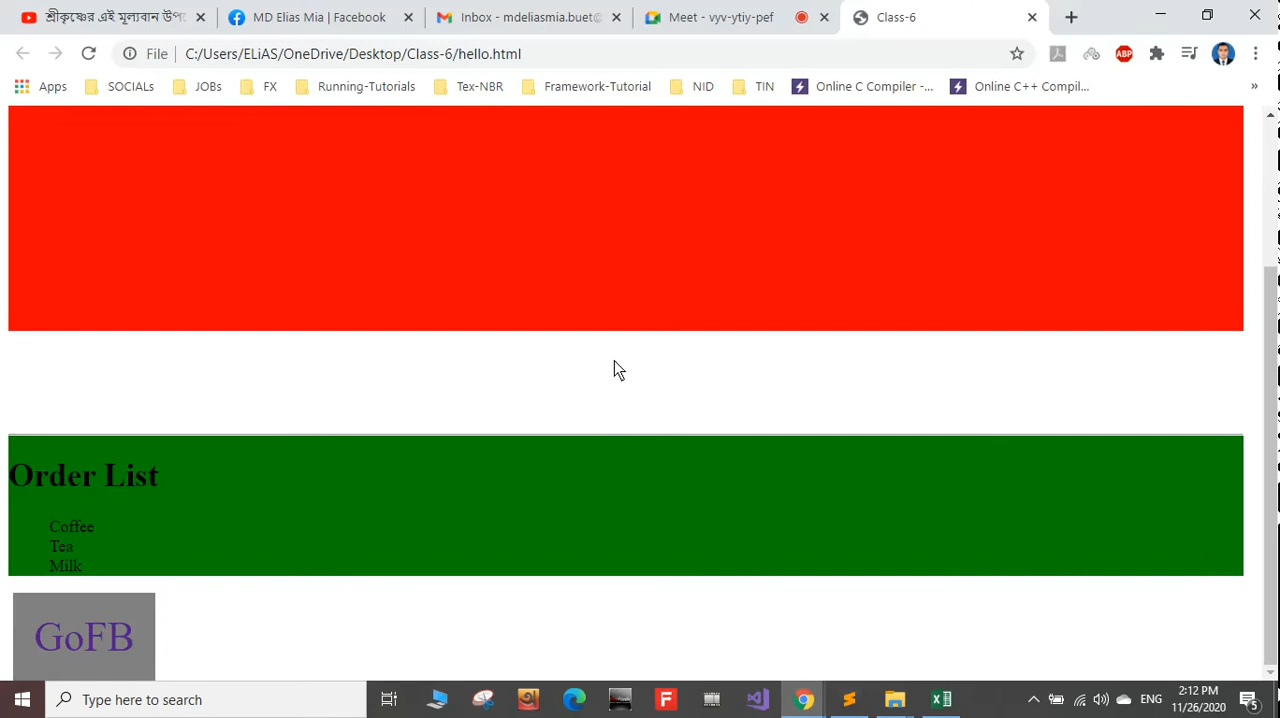 শ্রীকৃষ্ণের এই মূল্যবান উপ
MD Elias Mia | Facebook
Inbox - mdeliasmia.buet@
Meet - vyv-ytiy-pef
Class-6
File
C:/Users/ELiAS/OneDrive/Desktop/Class-6/hello.html
ABP
Apps
SOCIALs
JOBs
FX
Running-Tutorials
Tex-NBR
Framework-Tutorial
NID
TIN
Online C Compiler -...
Online C++ Compil...
»
Order List
Coffee
Tea
Milk
GoFB
Type here to search
ENG
2:12 PM
11/26/2020
5